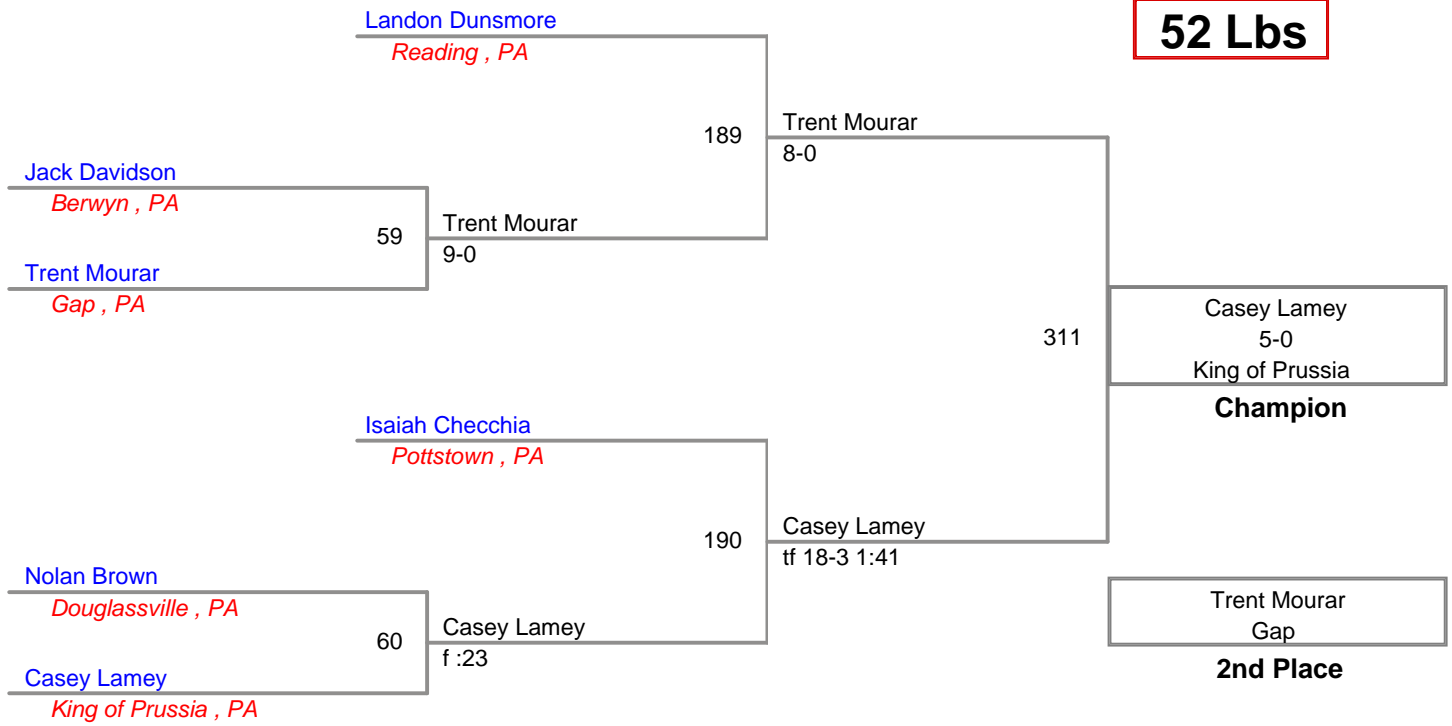 Landon Dunsmore
52 Lbs
Reading , PA
189
Trent Mourar
8-0
Jack Davidson
Berwyn , PA
59
Trent Mourar
9-0
Trent Mourar
Gap , PA
311
Casey Lamey
5-0
King of Prussia
Champion
Isaiah Checchia
Pottstown , PA
190
Casey Lamey
tf 18-3 1:41
Nolan Brown
Douglassville , PA
60
Casey Lamey
f :23
Casey Lamey
King of Prussia , PA
Trent Mourar
Gap
2nd Place